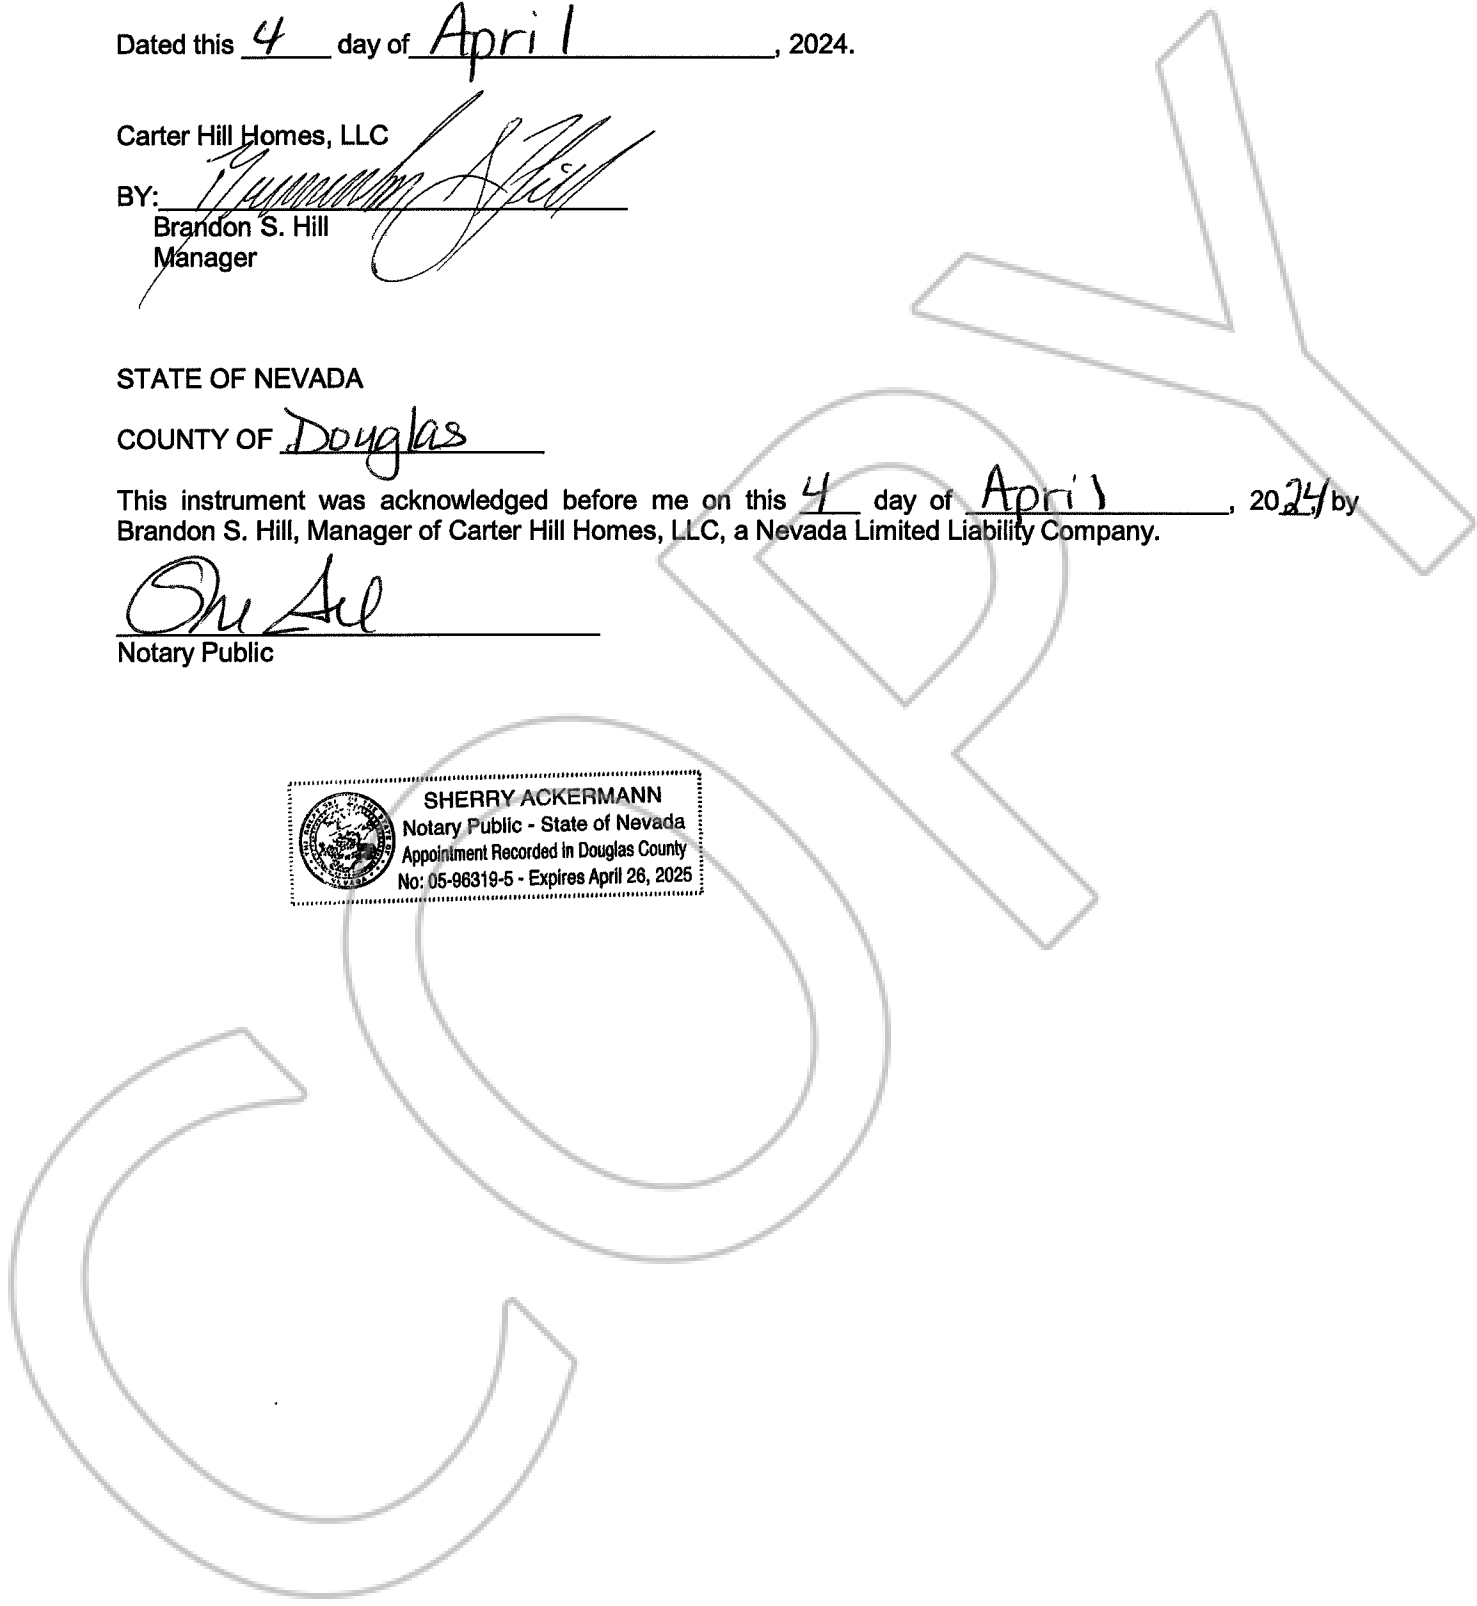 Dated this 4 day of April, 2024.
Carter Hill Homes, LLC
BY:
Brandon S. Hill
Manager
STATE OF NEVADA
COUNTY OF Douglas
This instrument was acknowledged before me on this 4 day of April, 2024, by
Brandon S. Hill, Manager of Carter Hill Homes, LLC, a Nevada Limited Liability Company.
Notary Public
SHERRY ACKERMANN
Notary Public - State of Nevada
Appointment Recorded in Douglas County
No: 05-96319-5 - Expires April 26, 2025
COPY